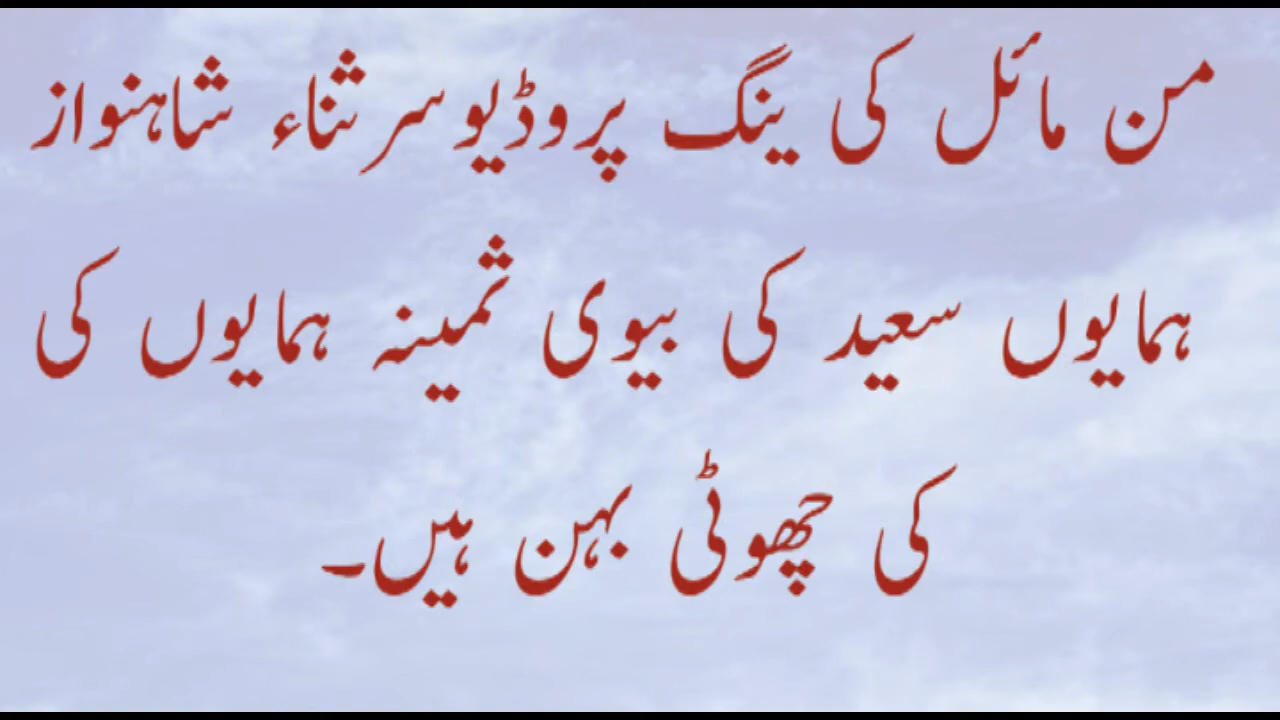 من مائل کی ینگ پروڈیوسر ثناء شاہنواز
ہمایوں سعید کی بیوی ثمینہ ہمایوں کی
کی چھوٹی بہن ہیں۔